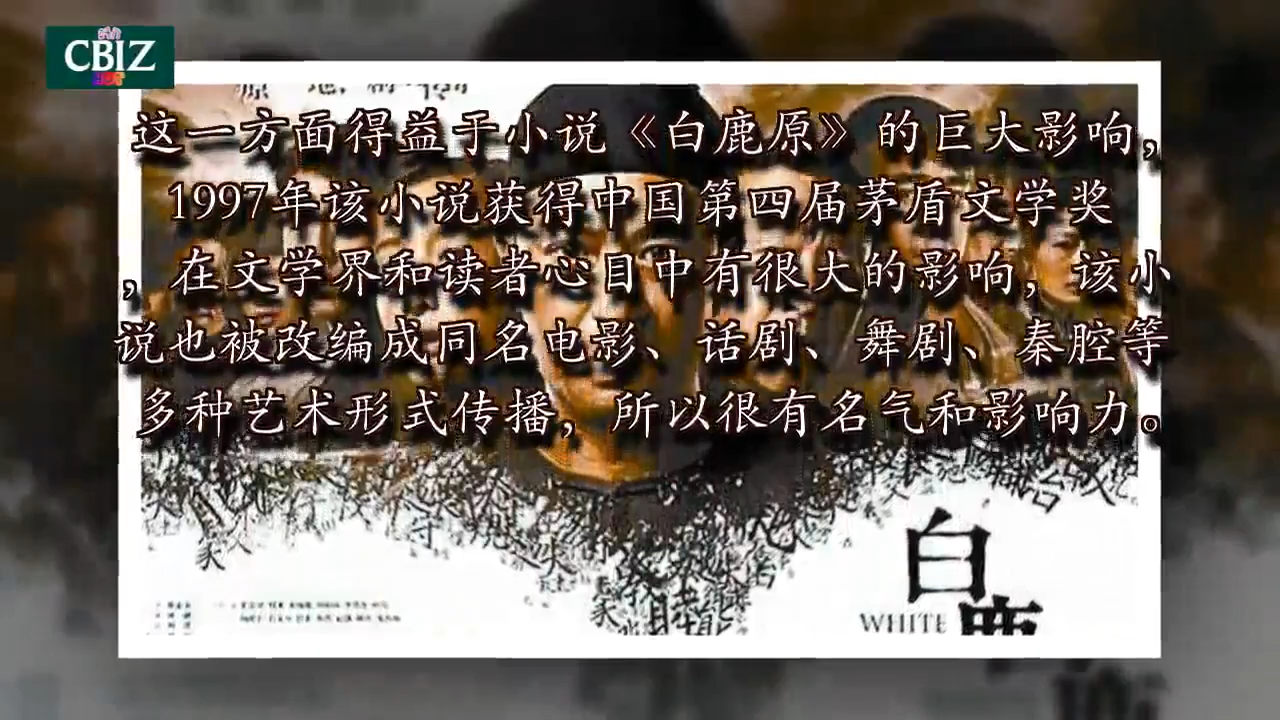 CBIZ
这一方面得益于小说《白鹿原》的巨大影响，
1997年该小说获得中国第四届茅盾文学奖
，在文学界和读者心目中有很大的影响，该小
说也被改编成同名电影、话剧、舞剧、秦腔等
多种艺术形式传播，所以很有名气和影响力。
白
WHITE 鹿